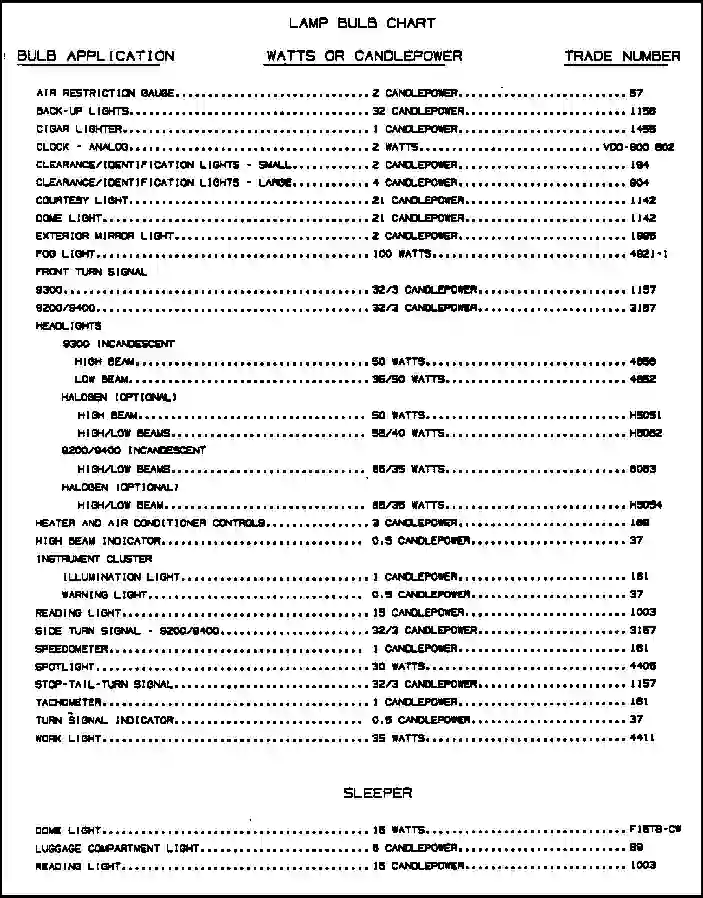 LAMP BULB CHART
BULB APPLICATION WATTS OR CANDLEPOWER TRADE NUMBER
AIR RESTRICTION GAUGE 2 CANDLEPOWER 57
BACK-UP LIGHTS 32 CANDLEPOWER 1156
CIGAR LIGHTER 1 CANDLEPOWER 1455
CLOCK - ANALOG 2 WATTS VDO-600 802
CLEARANCE/IDENTIFICATION LIGHTS - SMALL 2 CANDLEPOWER 194
CLEARANCE/IDENTIFICATION LIGHTS - LARGE 4 CANDLEPOWER 904
COURTESY LIGHT 21 CANDLEPOWER 1142
DOME LIGHT 21 CANDLEPOWER 1142
EXTERIOR MIRROR LIGHT 2 CANDLEPOWER 1895
FOG LIGHT 100 WATTS 4821-1
FRONT TURN SIGNAL
9300 32/3 CANDLEPOWER 1157
9200/9400 32/3 CANDLEPOWER 3157
HEADLIGHTS
9300 INCANDESCENT
HIGH BEAM 50 WATTS
LOW BEAM 35/50 WATTS 4652
HALOGEN (OPTIONAL)
HIGH BEAM 50 WATTS H5051
HIGH/LOW BEAMS H5062
9200/9400 INCANDESCENT
HIGH/LOW BEAMS 65/35 WATTS 6053
HALOGEN (OPTIONAL)
HIGH/LOW BEAM 65/35 WATTS H5054
HEATER AND AIR CONDITIONER CONTROLS CANDLEPOWER 168
HIGH BEAM INDICATOR 0.5 CANDLEPOWER 37
INSTRUMENT CLUSTER
ILLUMINATION LIGHT 1 CANDLEPOWER 161
WARNING LIGHT 0.5 CANDLEPOWER 37
READING LIGHT 15 CANDLEPOWER 1003
SIDE TURN SIGNAL - 9200/9400 32/3 CANDLEPOWER 3157
SPEEDOMETER 1 CANDLEPOWER 161
SPOTLIGHT 30 WATTS 4405
STOP-TAIL-TURN SIGNAL 32/3 CANDLEPOWER 1157
TACHOMETER 1 CANDLEPOWER 161
TURN SIGNAL INDICATOR 0.5 CANDLEPOWER 37
WORK LIGHT 35 WATTS 4411
SLEEPER
DOME LIGHT 15 WATTS F15T8-CW
LUGGAGE COMPARTMENT LIGHT 6 CANDLEPOWER 89
READING LIGHT 15 CANDLEPOWER 1003